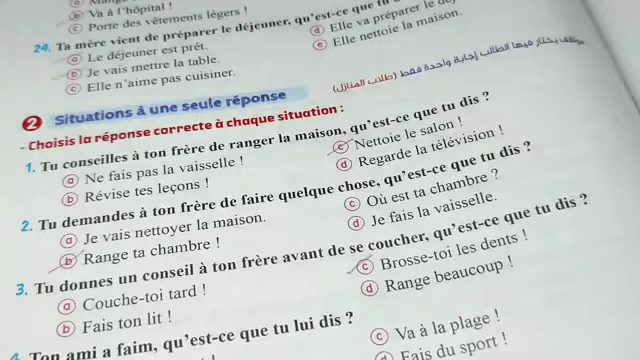 b Va à l'hôpital !
c Porte des vêtements légers !
24. Ta mère vient de préparer le déjeuner, qu'est-ce que tu
a Le déjeuner est prêt.
d Elle va préparer le
b Je vais mettre la table.
e Elle nettoie la maison.
c Elle n'aime pas cuisiner.
2 Situations à une seule réponse
مواقف يختار فيها الطالب إجابة واحدة فقط (طلاب المنازل)
- Choisis la réponse correcte à chaque situation :
1. Tu conseilles à ton frère de ranger la maison, qu'est-ce que tu dis ?
a Ne fais pas la vaisselle !
c Nettoie le salon !
b Révise tes leçons !
d Regarde la télévision !
2. Tu demandes à ton frère de faire quelque chose, qu'est-ce que tu dis ?
a Je vais nettoyer la maison.
c Où est ta chambre ?
b Range ta chambre !
d Je fais la vaisselle.
3. Tu donnes un conseil à ton frère avant de se coucher, qu'est-ce que tu dis ?
a Couche-toi tard !
c Brosse-toi les dents !
b Fais ton lit !
d Range beaucoup !
4. Ton ami a faim, qu'est-ce que tu lui dis ?
c Va à la plage !
d Fais du sport !